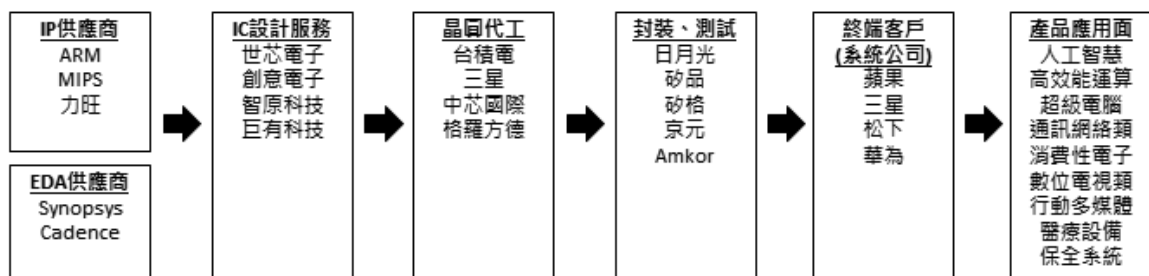 IP供應商
ARM
MIPS
力旺
EDA供應商
Synopsys
Cadence
IC設計服務
世芯電子
創意電子
智原科技
巨有科技
晶圓代工
台積電
三星
中芯國際
格羅方德
封裝、測試
日月光
矽品
矽格
京元
Amkor
終端客戶
(系統公司)
蘋果
三星
松下
華為
產品應用面
人工智慧
高效能運算
超級電腦
通訊網絡類
消費性電子
數位電視類
行動多媒體
醫療設備
保全系統